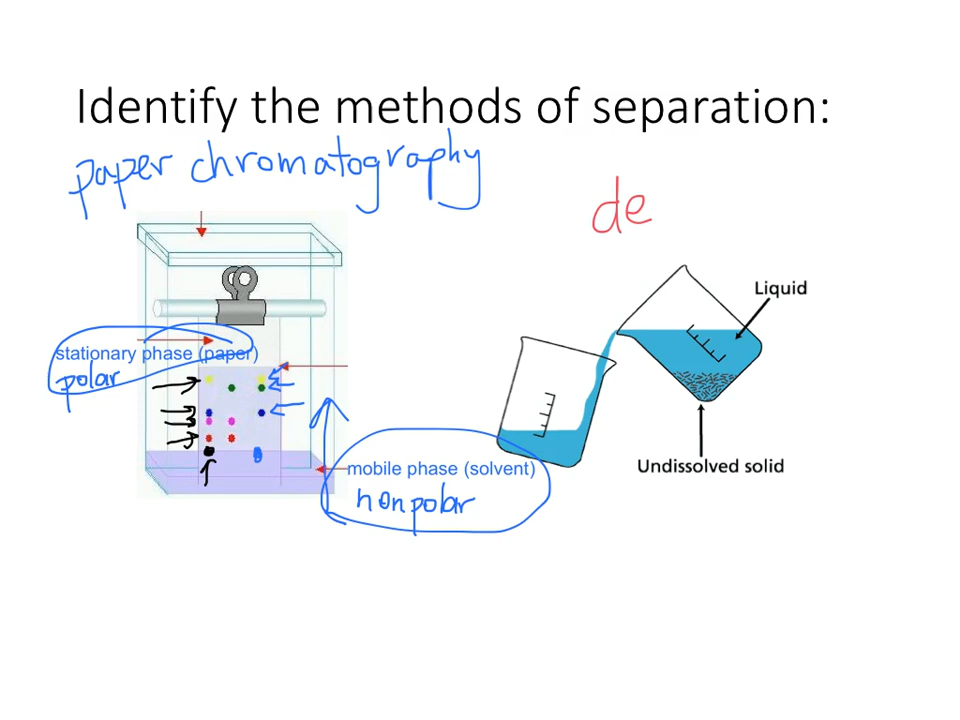 Identify the methods of separation:
paper chromatography
de
Liquid
stationary phase (paper)
polar
mobile phase (solvent)
nonpolar
Undissolved solid